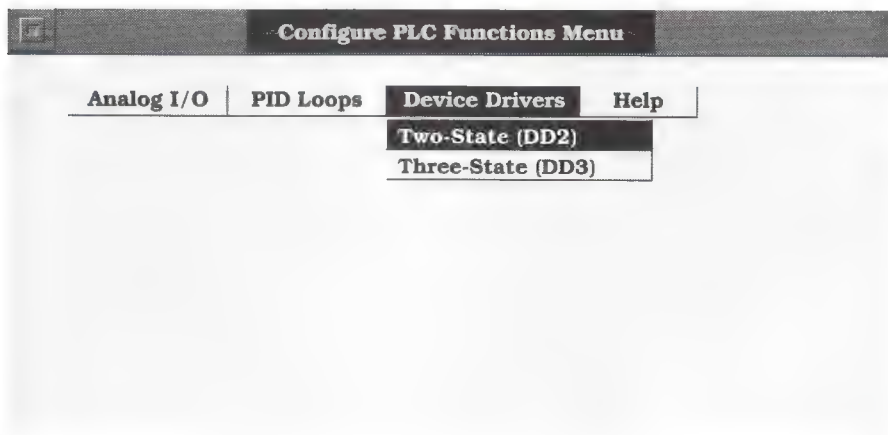 Configure PLC Functions Menu
Analog I/O PID Loops Device Drivers Help
Two-State (DD2)
Three-State (DD3)